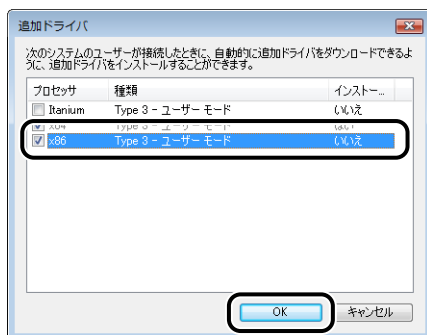 追加ドライバ
次のシステムのユーザーが接続したときに、自動的に追加ドライバをダウンロードできるよ
うに、追加ドライバをインストールすることができます。
プロセッサ 種類 インストー...
Itanium Type 3 - ユーザー モード いいえ
x64 Type 3 - ユーザー モード はい
x86 Type 3 - ユーザー モード いいえ
OK キャンセル